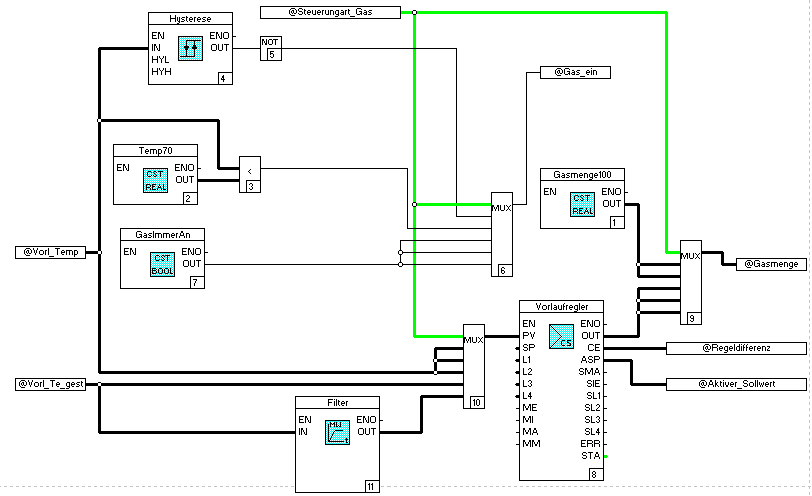 @Steuerungart_Gas
Hysterese
EN ENO
IN OUT
HYL
HYH
4
NOT
5
@Gas_ein
Temp70
EN ENO
CST
REAL
OUT
2
<
3
Gasmenge100
EN ENO
CST
REAL
OUT
1
MUX
6
GasImmerAn
EN ENO
CST
BOOL
OUT
7
@Vorl_Temp
MUX
9
@Gasmenge
Vorlaufregler
EN ENO
PV OUT
SP CE
L1 ASP
L2 SMA
L3 SIE
L4 SL1
ME SL2
MI SL3
MA SL4
MM ERR
STA
CS
8
MUX
10
@Regeldifferenz
@Aktiver_Sollwert
@Vorl_Te_gest
Filter
EN ENO
IN OUT
MW
t
11